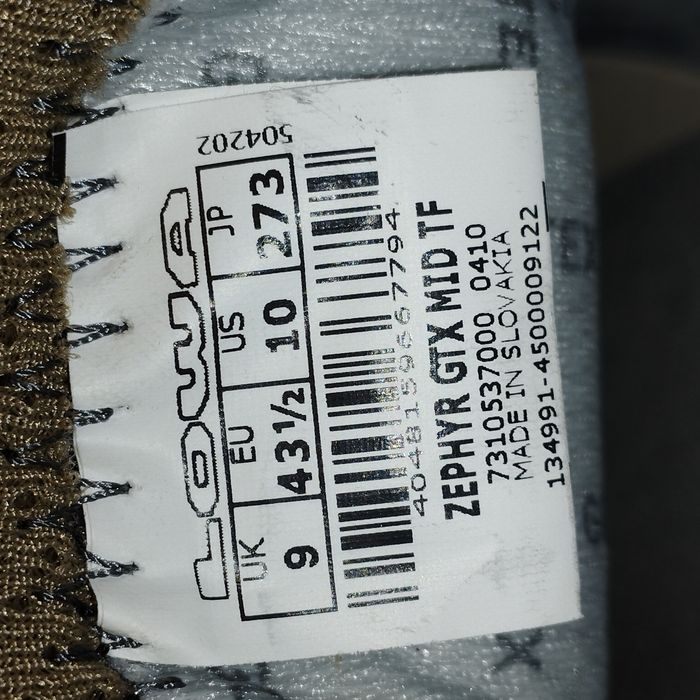 LOWA
UK EU US JP
9 43½ 10 273
504202
4048159667794
ZEPHYR GTX MID TF
7310537000 0410
MADE IN SLOVAKIA
134991-4500009122